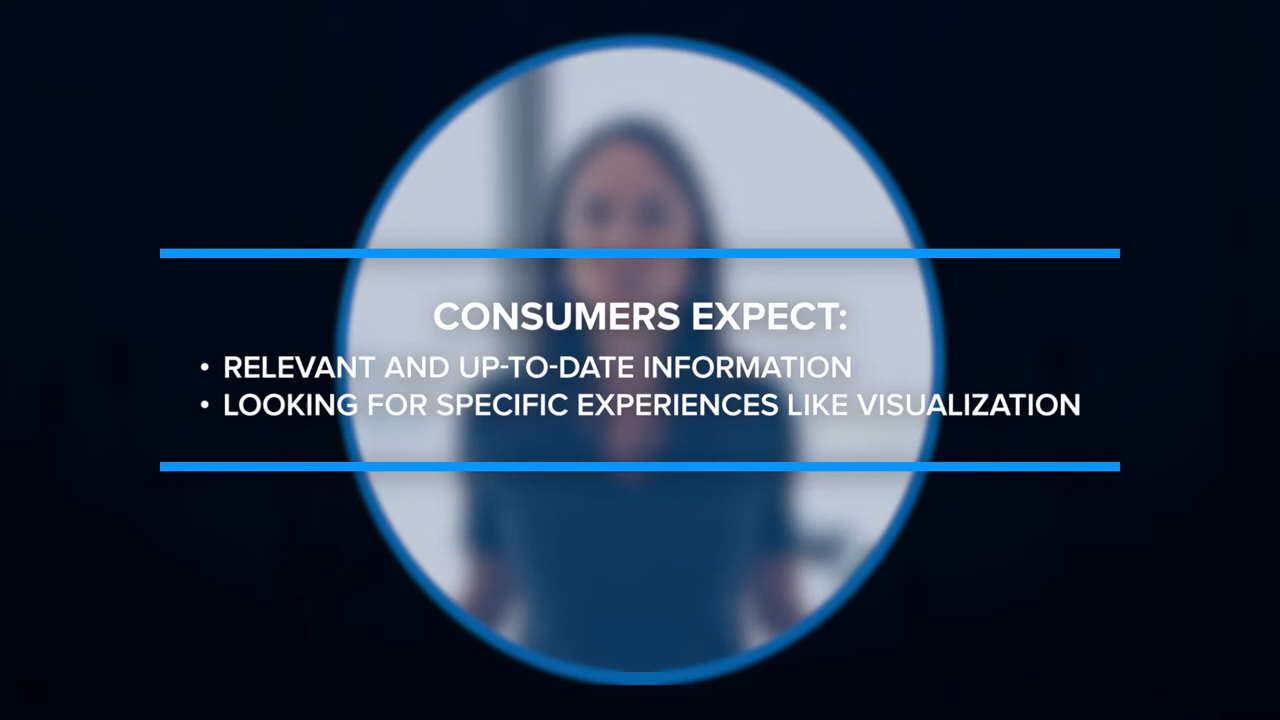 CONSUMERS EXPECT:
• RELEVANT AND UP-TO-DATE INFORMATION
• LOOKING FOR SPECIFIC EXPERIENCES LIKE VISUALIZATION